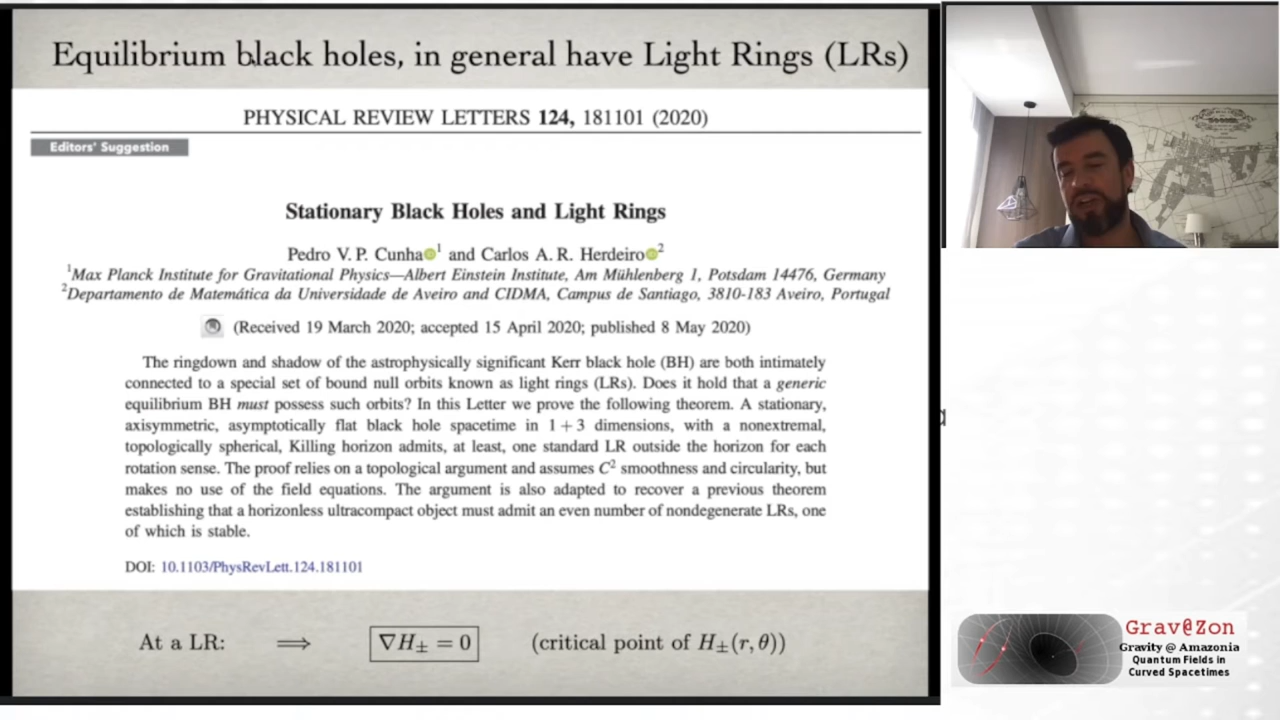 Equilibrium black holes, in general have Light Rings (LRs)
PHYSICAL REVIEW LETTERS 124, 181101 (2020)
Editors' Suggestion
Stationary Black Holes and Light Rings
Pedro V. P. Cunha¹ and Carlos A. R. Herdeiro²
¹Max Planck Institute for Gravitational Physics—Albert Einstein Institute, Am Mühlenberg 1, Potsdam 14476, Germany
²Departamento de Matemática da Universidade de Aveiro and CIDMA, Campus de Santiago, 3810-183 Aveiro, Portugal
(Received 19 March 2020; accepted 15 April 2020; published 8 May 2020)
The ringdown and shadow of the astrophysically significant Kerr black hole (BH) are both intimately
connected to a special set of bound null orbits known as light rings (LRs). Does it hold that a generic
equilibrium BH must possess such orbits? In this Letter we prove the following theorem. A stationary,
axisymmetric, asymptotically flat black hole spacetime in 1 + 3 dimensions, with a nonextremal,
topologically spherical, Killing horizon admits, at least, one standard LR outside the horizon for each
rotation sense. The proof relies on a topological argument and assumes C² smoothness and circularity, but
makes no use of the field equations. The argument is also adapted to recover a previous theorem
establishing that a horizonless ultracompact object must admit an even number of nondegenerate LRs, one
of which is stable.
DOI: 10.1103/PhysRevLett.124.181101
At a LR: ⟹ ∇H± = 0 (critical point of H±(r, θ))
Grav@Zon
Gravity @ Amazonia
Quantum Fields in
Curved Spacetimes